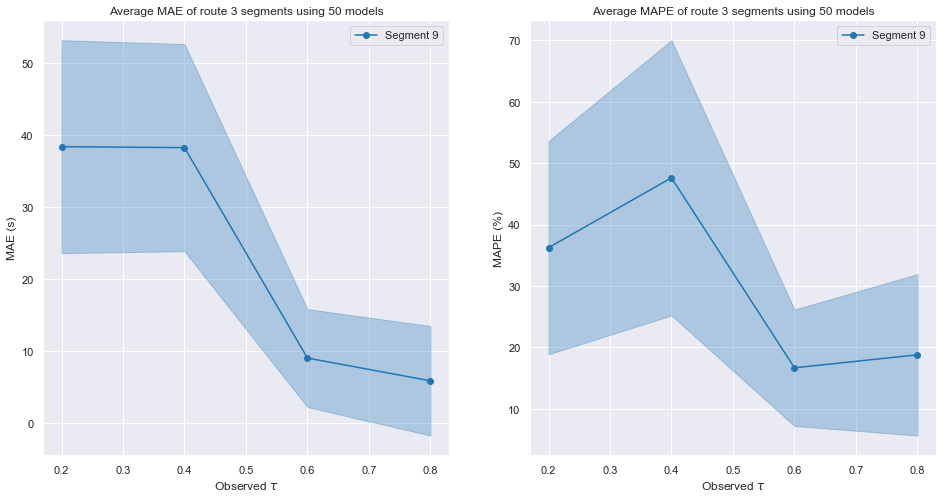 Average MAE of route 3 segments using 50 models
Segment 9
MAE (s)
50
40
30
20
10
0
0.2 0.3 0.4 0.5 0.6 0.7 0.8
Observed τ
Average MAPE of route 3 segments using 50 models
Segment 9
MAPE (%)
70
60
50
40
30
20
10
0.2 0.3 0.4 0.5 0.6 0.7 0.8
Observed τ